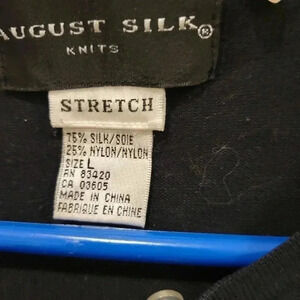 AUGUST SILK®
KNITS
STRETCH
75% SILK/SOIE
25% NYLON/NYLON
SIZE L
RN 83420
CA 03605
MADE IN CHINA
FABRIQUE EN CHINE